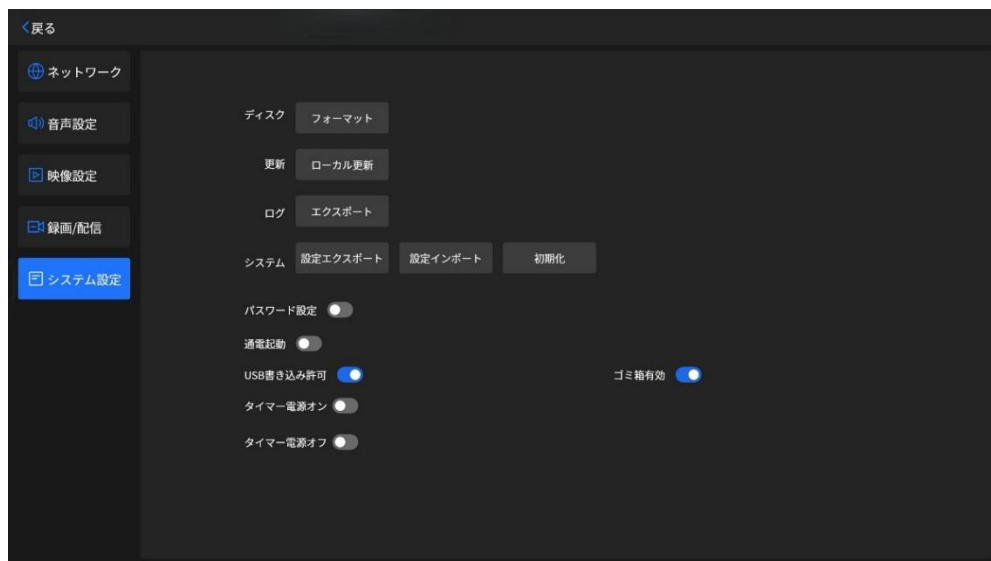 戻る
ネットワーク
音声設定
映像設定
録画/配信
システム設定
ディスク フォーマット
更新 ローカル更新
ログ エクスポート
システム 設定エクスポート 設定インポート 初期化
パスワード設定
通電起動
USB書き込み許可 ゴミ箱有効
タイマー電源オン
タイマー電源オフ